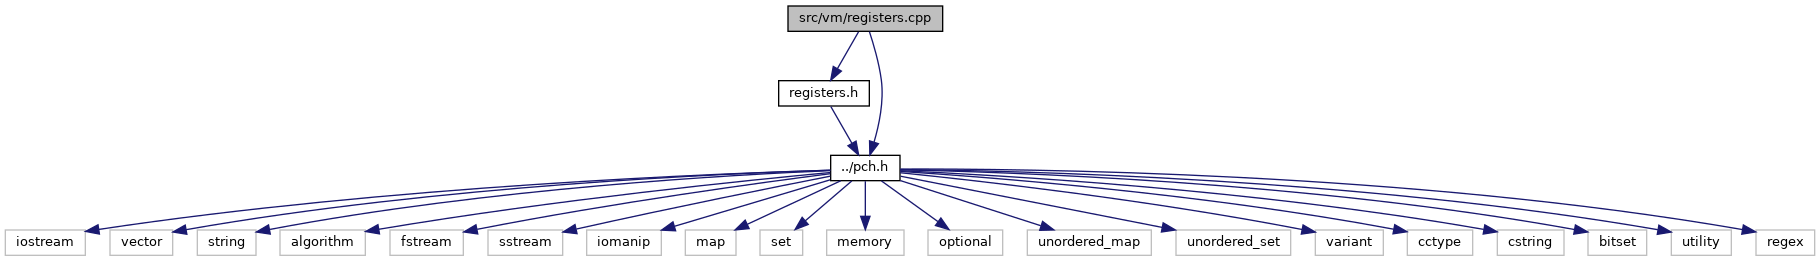 src/vm/registers.cpp
registers.h
../pch.h
iostream
vector
string
algorithm
fstream
sstream
iomanip
map
set
memory
optional
unordered_map
unordered_set
variant
cctype
cstring
bitset
utility
regex